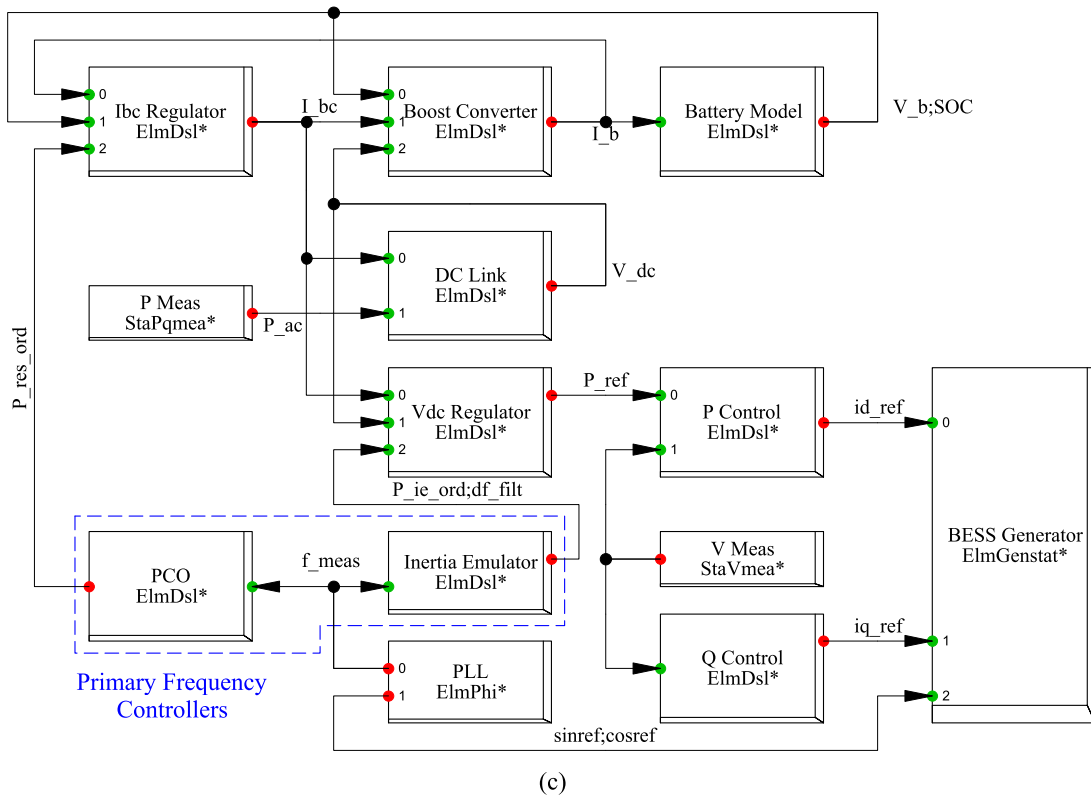 0
1
2
Ibc Regulator
ElmDsl*
I_bc
0
1
2
Boost Converter
ElmDsl*
I_b
Battery Model
ElmDsl*
V_b;SOC
0
1
DC Link
ElmDsl*
V_dc
P Meas
StaPqmea*
P_ac
P_res_ord
0
1
2
Vdc Regulator
ElmDsl*
P_ref
0
1
P Control
ElmDsl*
id_ref
0
1
2
BESS Generator
ElmGenstat*
P_ie_ord;df_filt
PCO
ElmDsl*
f_meas
Inertia Emulator
ElmDsl*
V Meas
StaVmea*
Q Control
ElmDsl*
iq_ref
0
1
PLL
ElmPhi*
Primary Frequency
Controllers
sinref;cosref
(c)